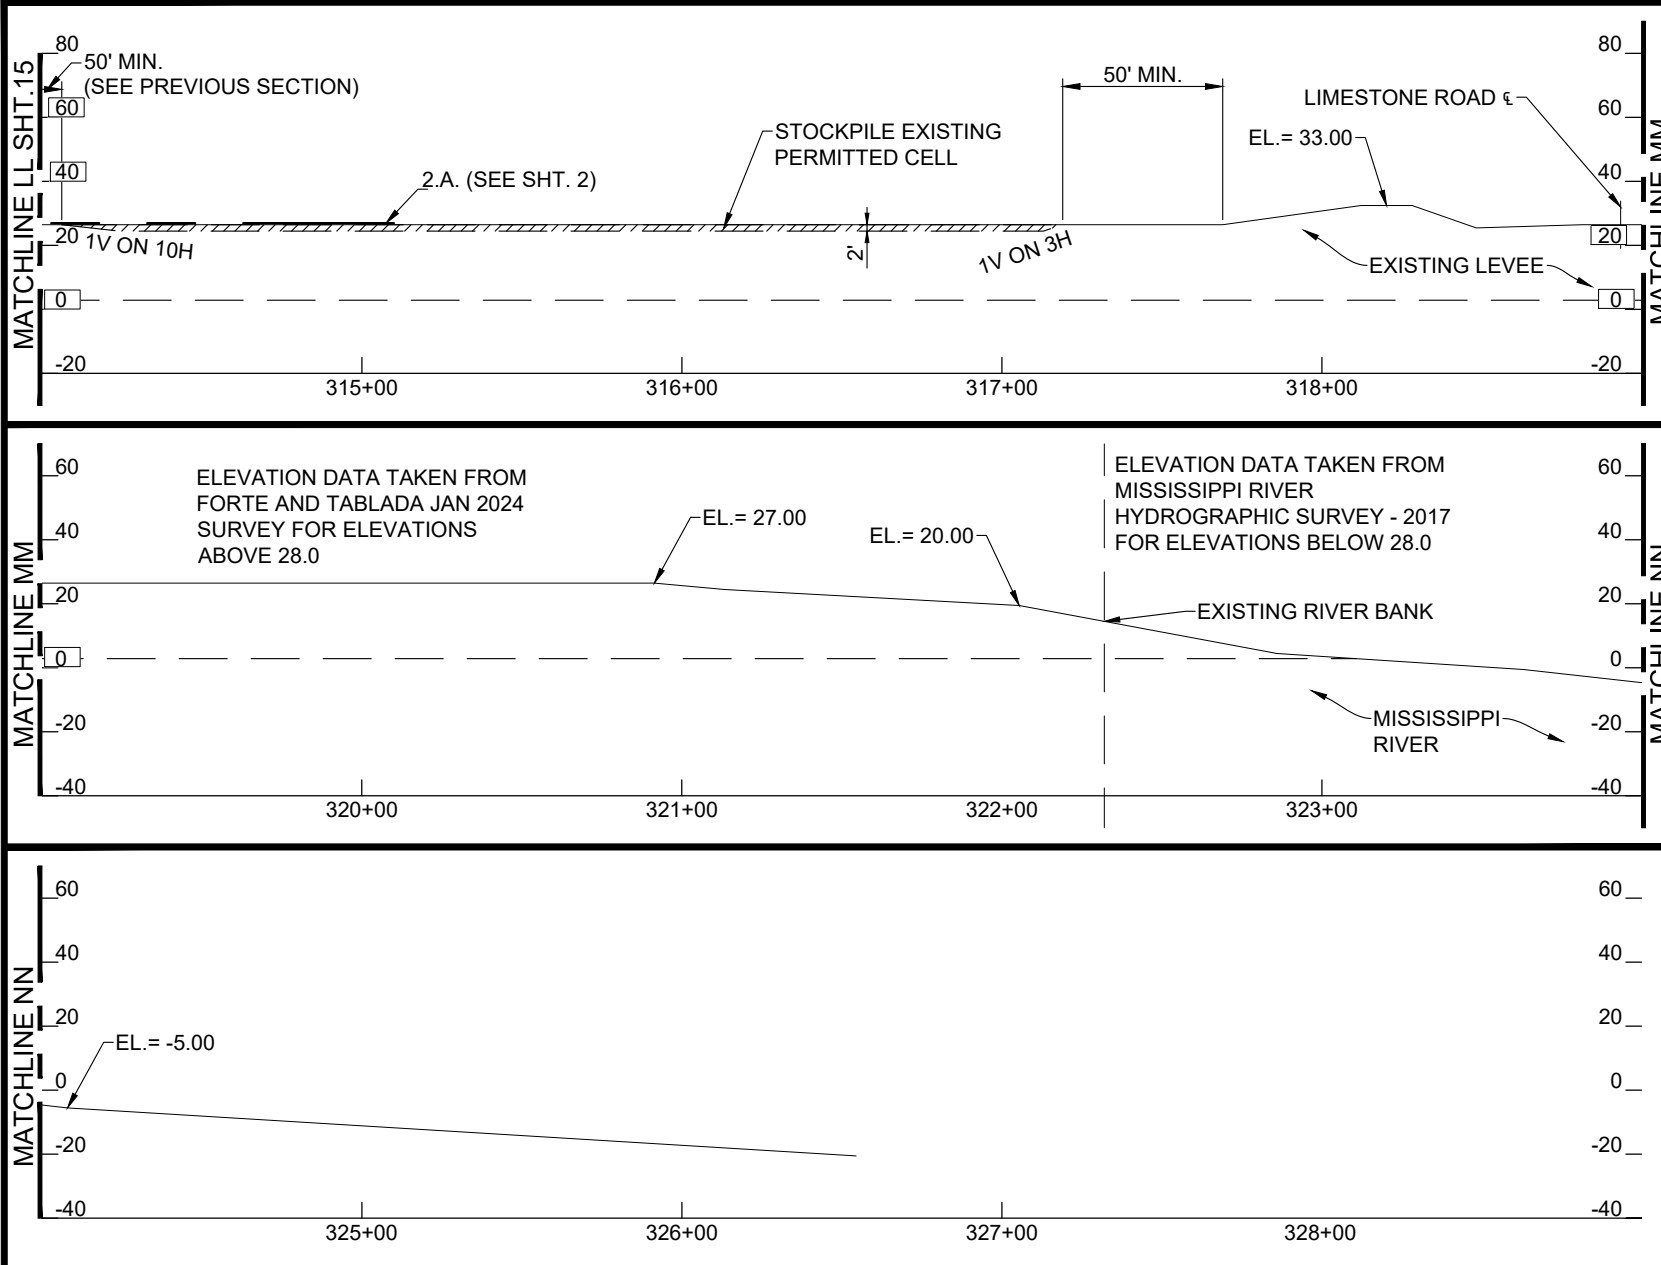 MATCHLINE LL SHT.15
80
60
40
20
0
-20
50' MIN.
(SEE PREVIOUS SECTION)
1V ON 10H
2.A. (SEE SHT. 2)
STOCKPILE EXISTING
PERMITTED CELL
2'
1V ON 3H
50' MIN.
LIMESTONE ROAD ℄
EL.= 33.00
EXISTING LEVEE
80
60
40
20
0
-20
MATCHLINE MM
315+00
316+00
317+00
318+00
MATCHLINE MM
60
40
20
0
-20
-40
ELEVATION DATA TAKEN FROM
FORTE AND TABLADA JAN 2024
SURVEY FOR ELEVATIONS
ABOVE 28.0
EL.= 27.00
EL.= 20.00
ELEVATION DATA TAKEN FROM
MISSISSIPPI RIVER
HYDROGRAPHIC SURVEY - 2017
FOR ELEVATIONS BELOW 28.0
EXISTING RIVER BANK
MISSISSIPPI
RIVER
60
40
20
0
-20
-40
MATCHLINE NN
320+00
321+00
322+00
323+00
MATCHLINE NN
60
40
20
0
-20
-40
EL.= -5.00
60
40
20
0
-20
-40
325+00
326+00
327+00
328+00